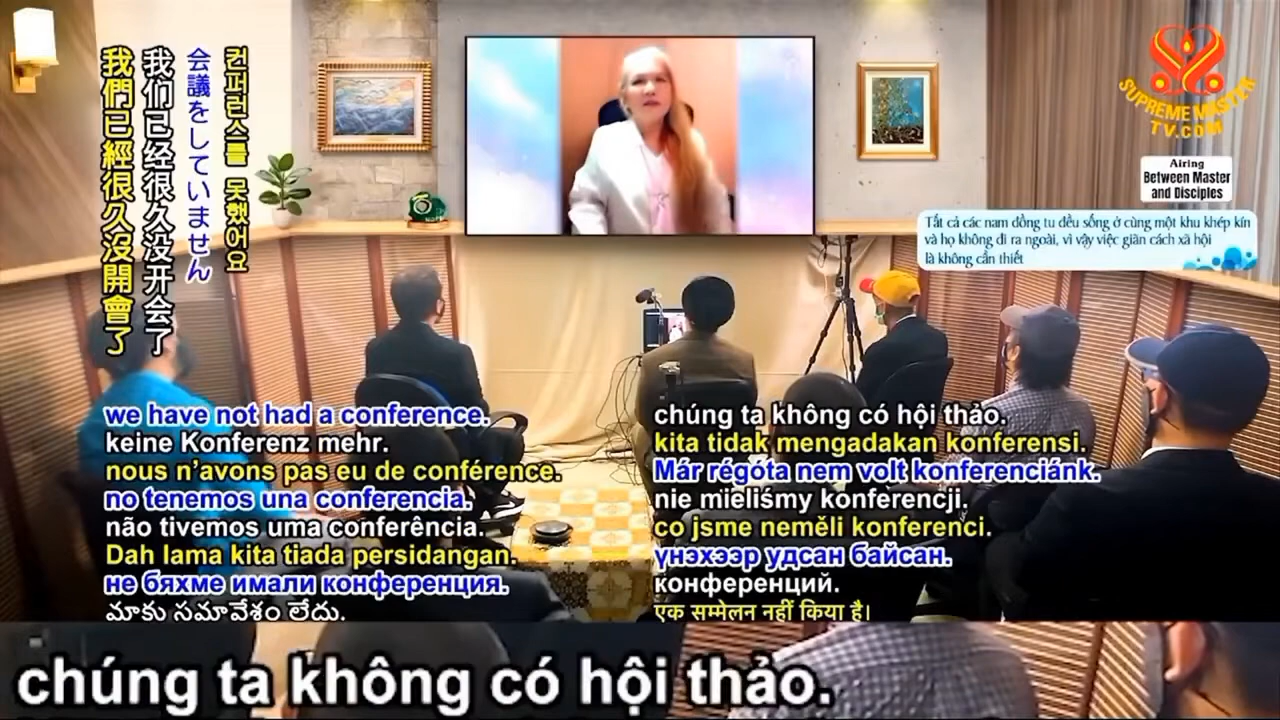 컨퍼런스를 못했어요
会議をしていません
我们已经很久没开会了
我們已經很久沒開會了
SUPREME MASTER
TV.COM
Airing
Between Master
and Disciples
Tất cả các nam đồng tu đều sống ở cùng một khu khép kín
và họ không đi ra ngoài, vì vậy việc giãn cách xã hội
là không cần thiết
we have not had a conference.
keine Konferenz mehr.
nous n'avons pas eu de conférence.
no tenemos una conferencia.
não tivemos uma conferência.
Dah lama kita tiada persidangan.
не бяхме имали конференция.
మాకు సమావేశం లేదు.
chúng ta không có hội thảo.
kita tidak mengadakan konferensi.
Már régóta nem volt konferenciánk.
nie mieliśmy konferencji.
co jsme neměli konferenci.
үнэхээр удсан байсан.
конференций.
एक सम्मेलन नहीं किया है।
chúng ta không có hội thảo.